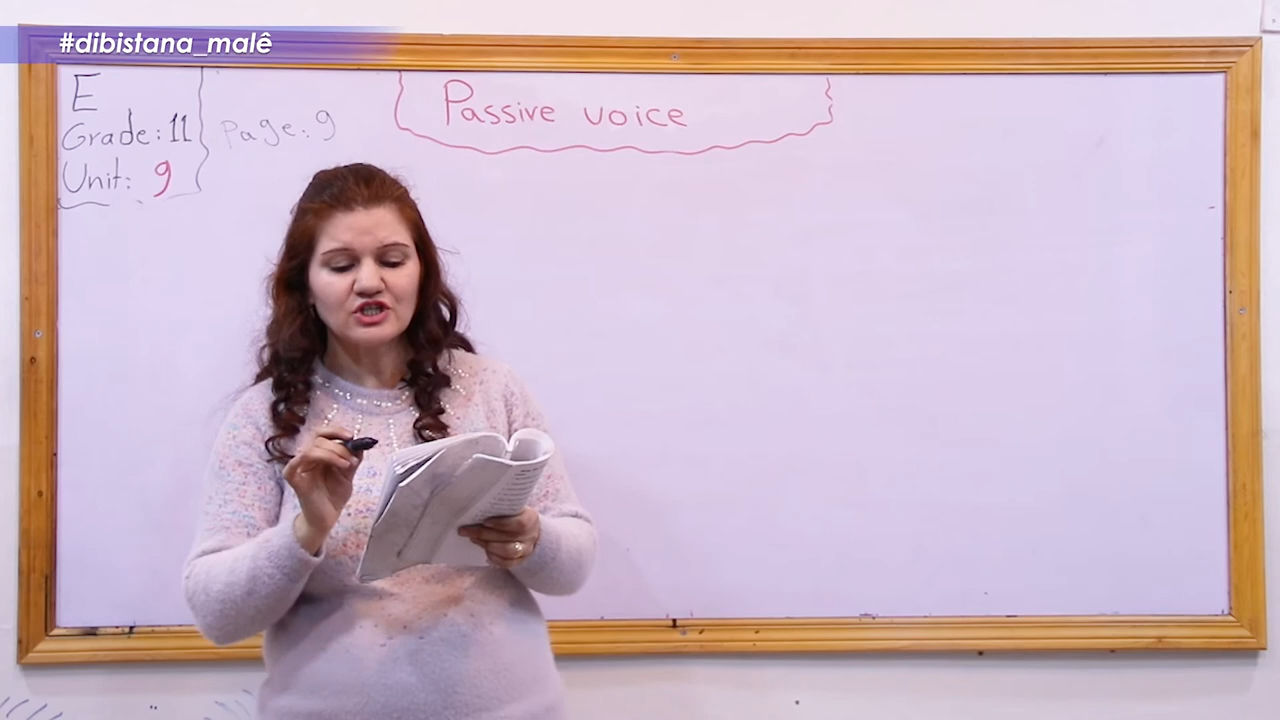 #dibistana_malê
E
Grade: 11
Unit: 9
Page: 9
Passive voice